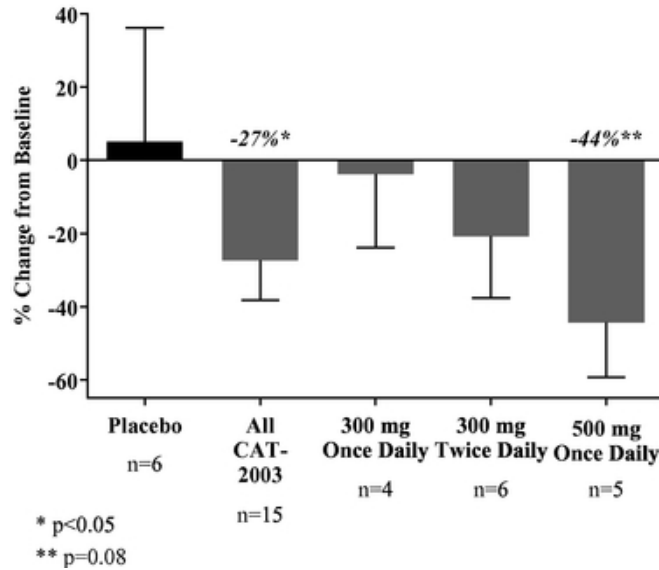 % Change from Baseline
40
20
0
-20
-40
-60
-27%*
-44%**
Placebo
n=6
All
CAT-
2003
n=15
300 mg
Once Daily
n=4
300 mg
Twice Daily
n=6
500 mg
Once Daily
n=5
* p<0.05
** p=0.08